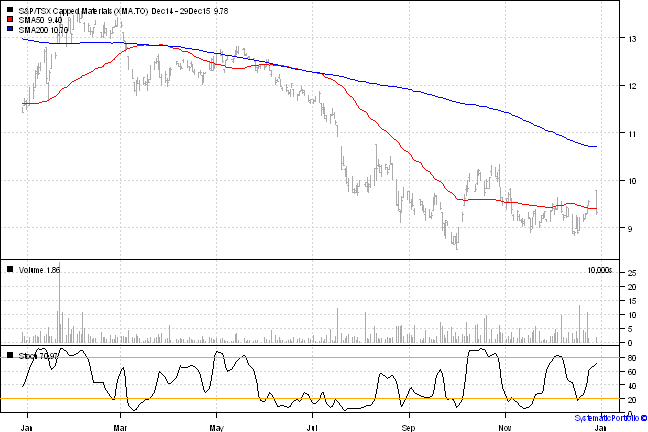 S&P/TSX Capped Materials (XMA.TO) Dec14 - 29Dec15 9.78
SMA50 9.40
SMA200 10.70
13
12
11
10
9
Volume 1.86
10,000s
25
20
15
10
5
0
Stoch 70.97
80
60
40
20
0
Jan Mar May Jul Sep Nov Jan
SystematicPortfolio ©